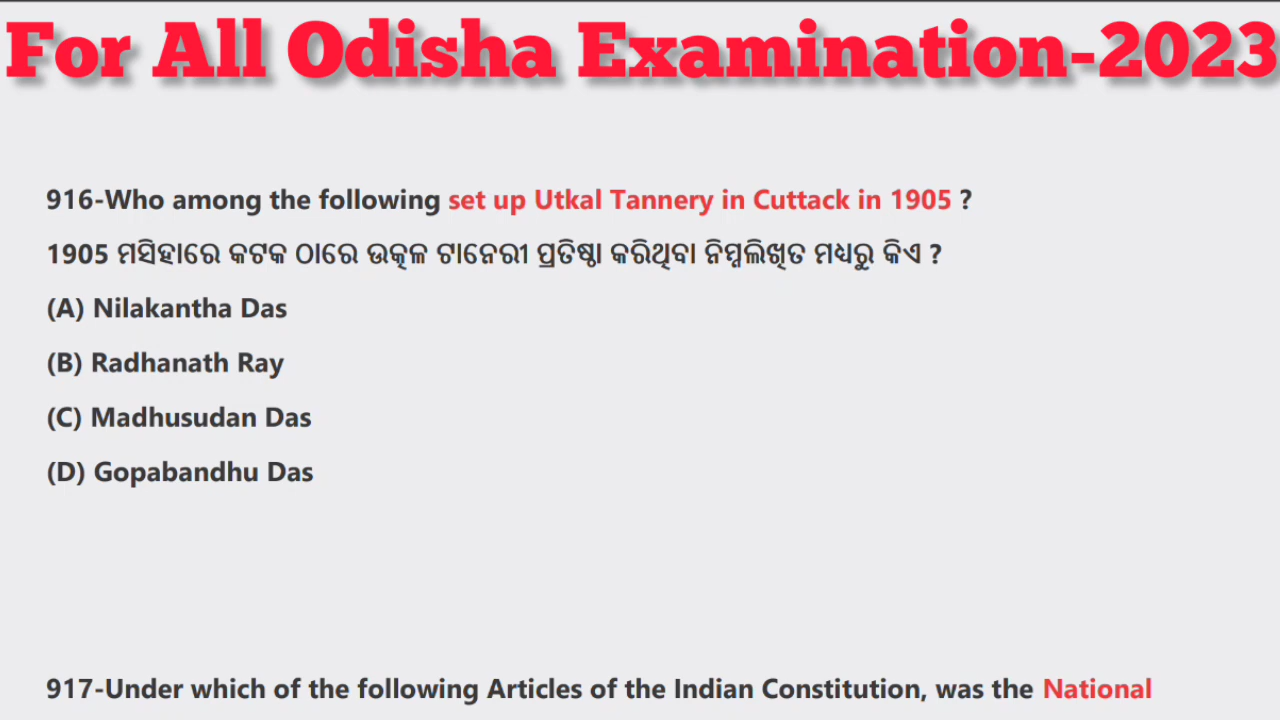 For All Odisha Examination-2023
916-Who among the following set up Utkal Tannery in Cuttack in 1905 ?
1905 ମସିହାରେ କଟକ ଠାରେ ଉତ୍କଳ ଟାନେରୀ ପ୍ରତିଷ୍ଠା କରିଥିବା ନିମ୍ନଲିଖିତ ମଧ୍ୟରୁ କିଏ ?
(A) Nilakantha Das
(B) Radhanath Ray
(C) Madhusudan Das
(D) Gopabandhu Das
917-Under which of the following Articles of the Indian Constitution, was the National